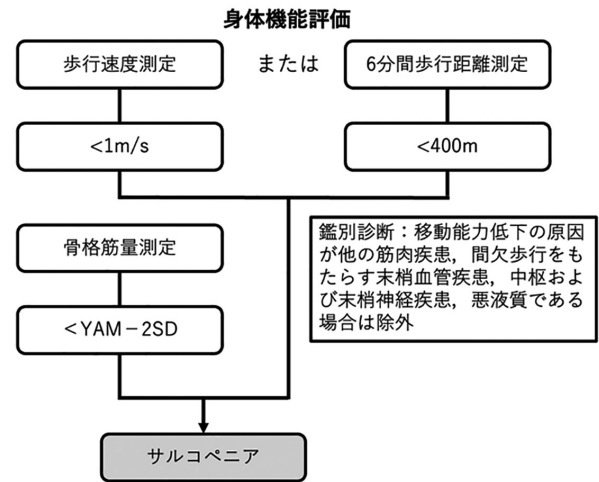 身体機能評価
歩行速度測定
または
6分間歩行距離測定
<1m/s
<400m
骨格筋量測定
<YAM－2SD
鑑別診断：移動能力低下の原因
が他の筋肉疾患，間欠歩行をも
たらす末梢血管疾患，中枢およ
び末梢神経疾患，悪液質である
場合は除外
サルコペニア